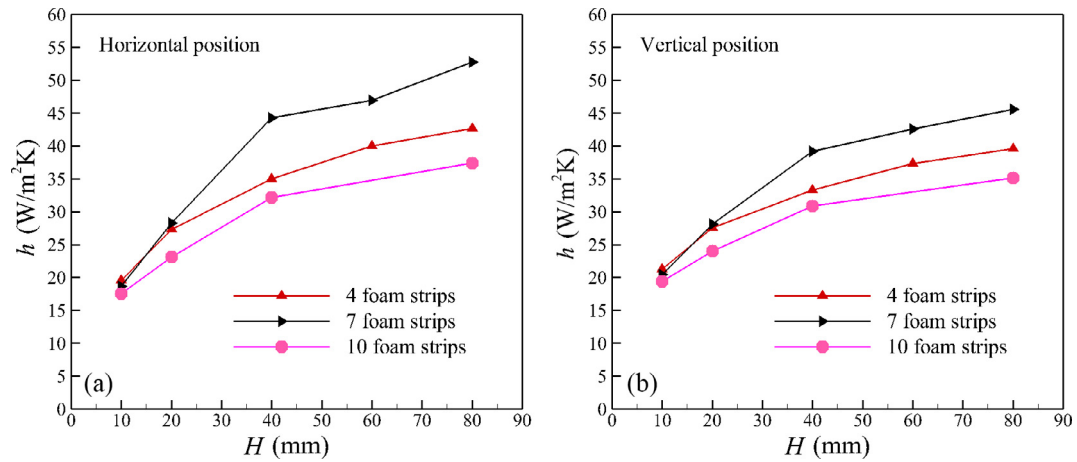 60
55
50
45
40
35
30
25
20
15
10
5
0
h (W/m²K)
Horizontal position
4 foam strips
7 foam strips
10 foam strips
(a)
0 10 20 30 40 50 60 70 80 90
H (mm)
60
55
50
45
40
35
30
25
20
15
10
5
0
h (W/m²K)
Vertical position
4 foam strips
7 foam strips
10 foam strips
(b)
0 10 20 30 40 50 60 70 80 90
H (mm)